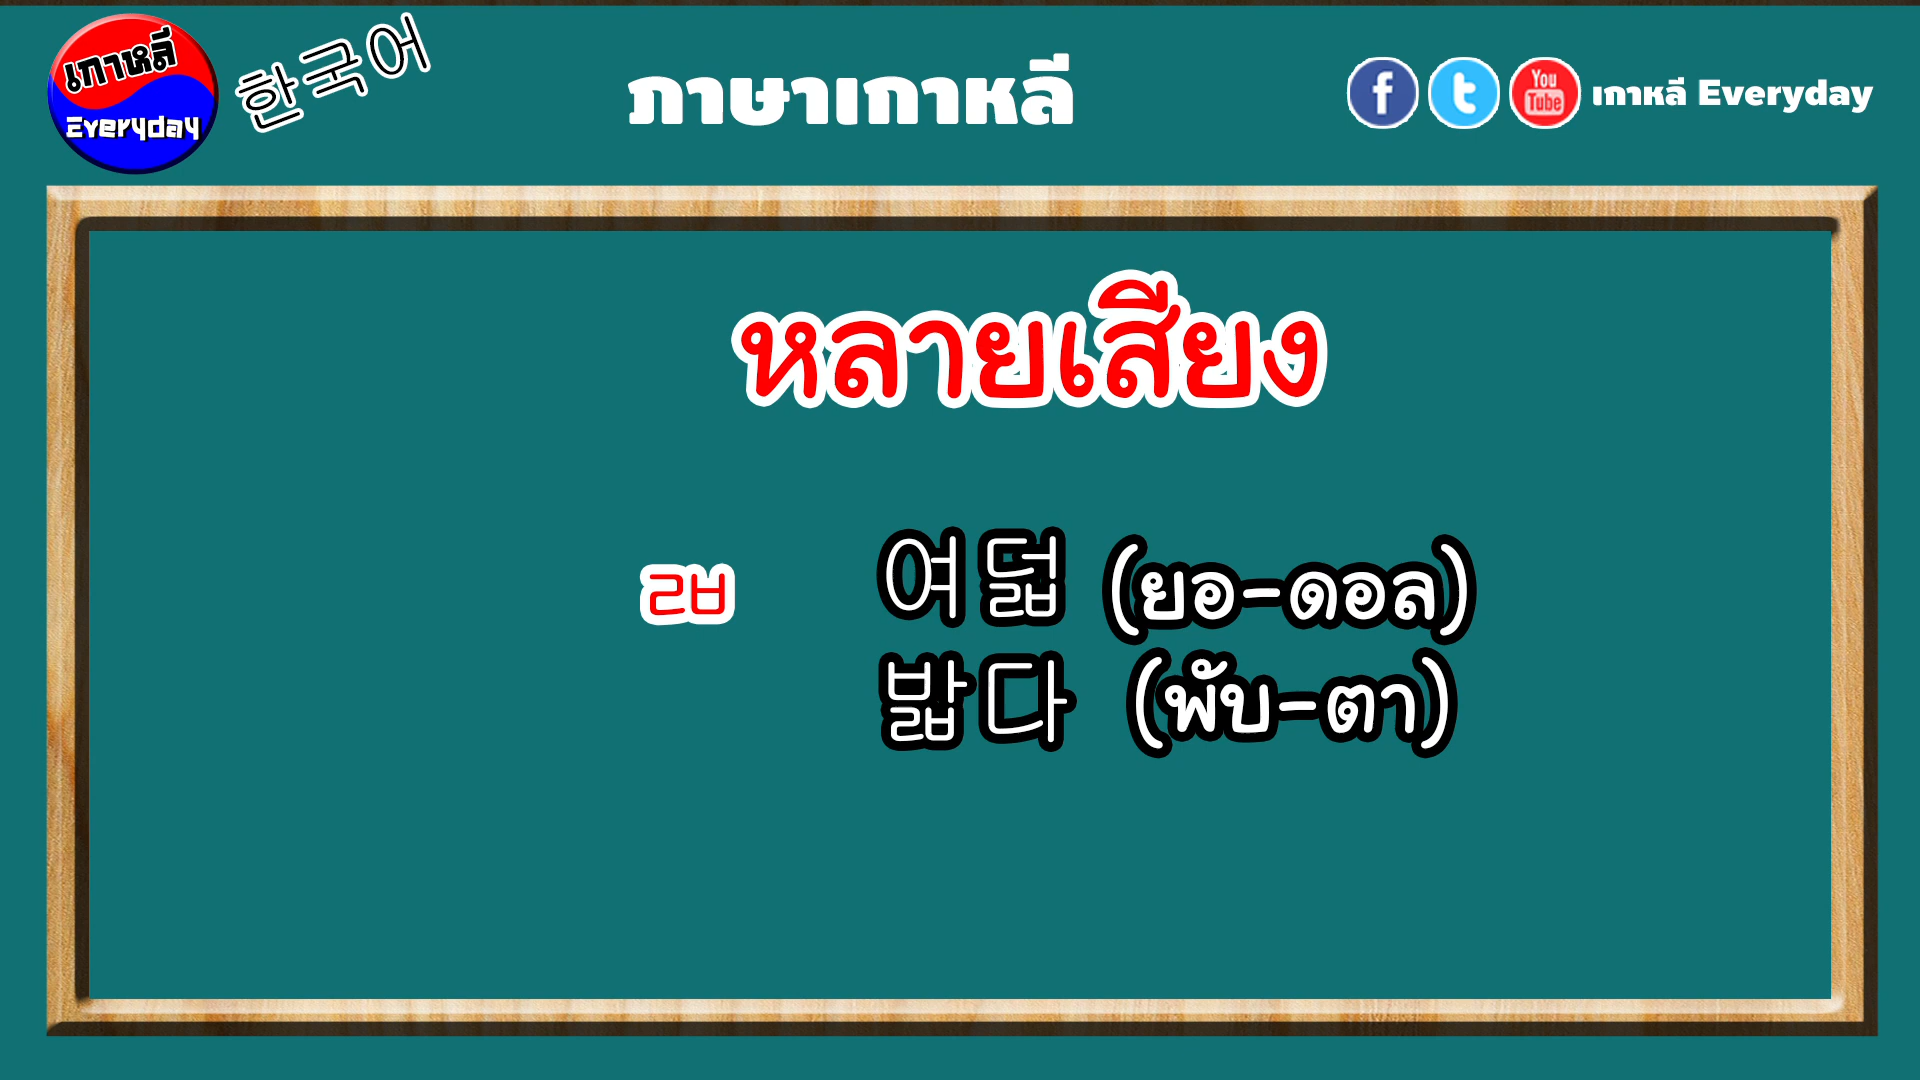 เกาหลี
Everyday
한국어
ภาษาเกาหลี
f t You Tube เกาหลี Everyday
หลายเสียง
ㄼ 여덟 (ยอ-ดอล)
밟다 (พับ-ตา)